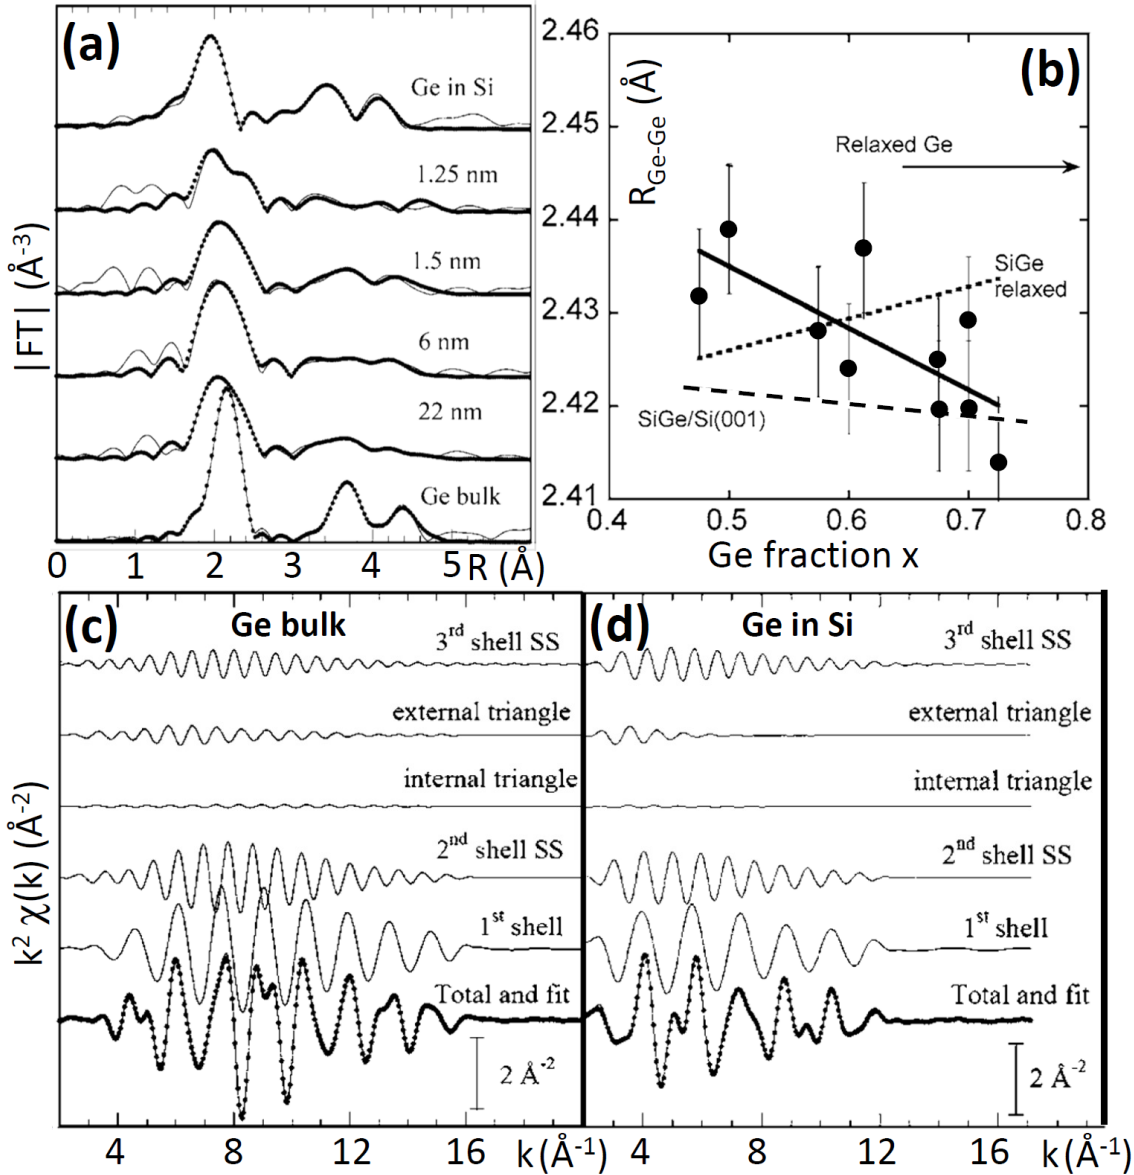 (a)
Ge in Si
1.25 nm
1.5 nm
6 nm
22 nm
Ge bulk
|FT| (Å⁻³)
0 1 2 3 4 5 R (Å)
(b)
2.46
2.45
2.44
2.43
2.42
2.41
R_Ge-Ge (Å)
Relaxed Ge
SiGe
relaxed
SiGe/Si(001)
0.4 0.5 0.6 0.7 0.8
Ge fraction x
(c)
Ge bulk
3rd shell SS
external triangle
internal triangle
2nd shell SS
1st shell
Total and fit
2 Å⁻²
k² χ(k) (Å⁻²)
4 8 12 16 k (Å⁻¹)
(d)
Ge in Si
3rd shell SS
external triangle
internal triangle
2nd shell SS
1st shell
Total and fit
2 Å⁻²
4 8 12 16 k (Å⁻¹)